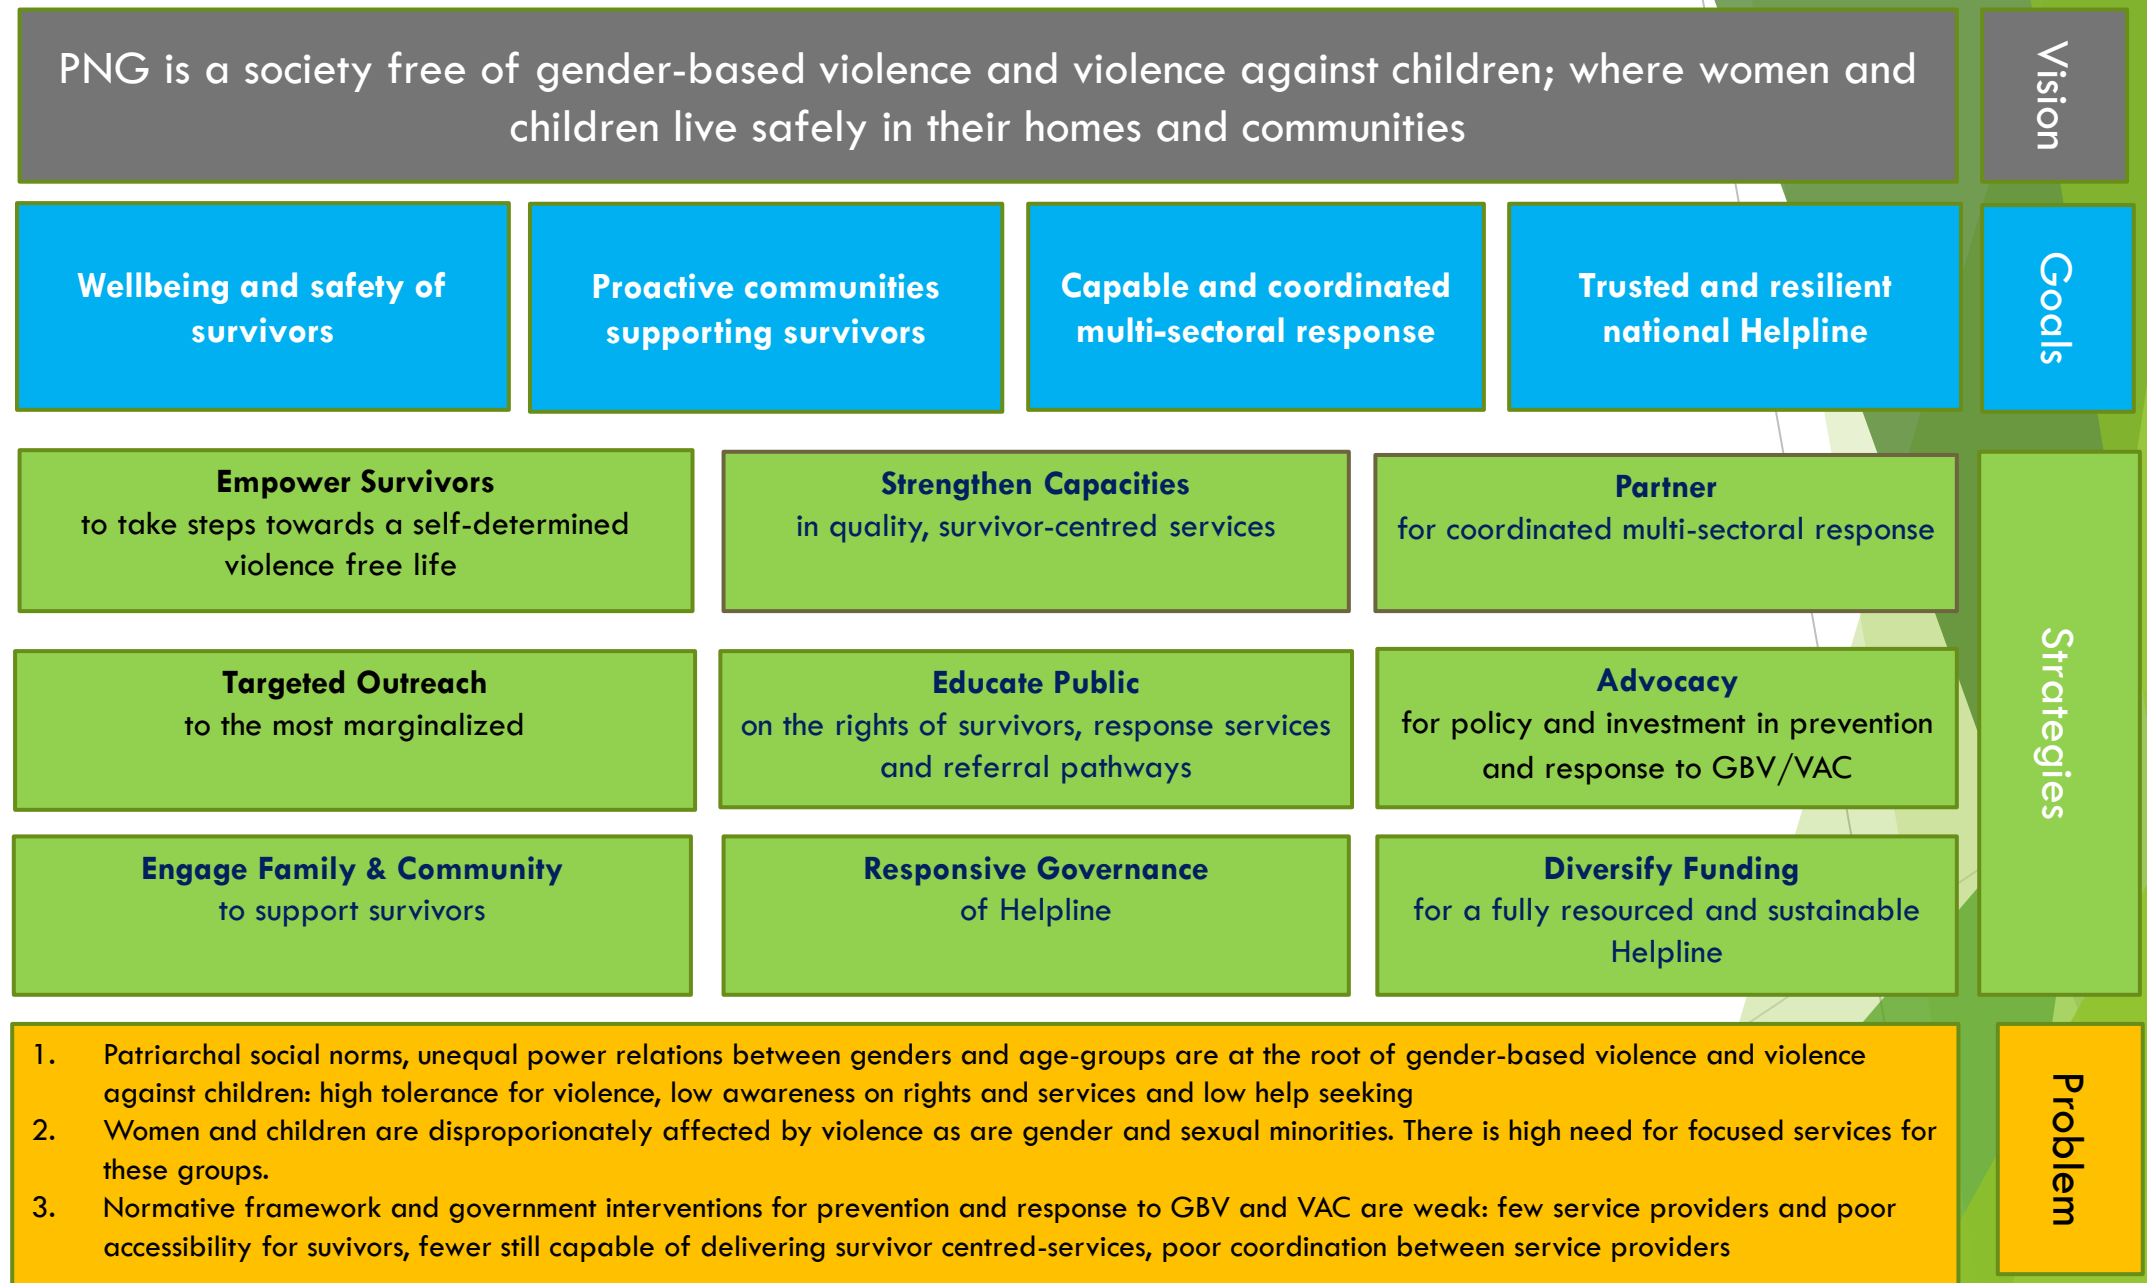 PNG is a society free of gender-based violence and violence against children; where women and
children live safely in their homes and communities
Vision
Wellbeing and safety of
survivors
Proactive communities
supporting survivors
Capable and coordinated
multi-sectoral response
Trusted and resilient
national Helpline
Goals
Empower Survivors
to take steps towards a self-determined
violence free life
Strengthen Capacities
in quality, survivor-centred services
Partner
for coordinated multi-sectoral response
Targeted Outreach
to the most marginalized
Educate Public
on the rights of survivors, response services
and referral pathways
Advocacy
for policy and investment in prevention
and response to GBV/VAC
Engage Family & Community
to support survivors
Responsive Governance
of Helpline
Diversify Funding
for a fully resourced and sustainable
Helpline
Strategies
1. Patriarchal social norms, unequal power relations between genders and age-groups are at the root of gender-based violence and violence
against children: high tolerance for violence, low awareness on rights and services and low help seeking
2. Women and children are disproporionately affected by violence as are gender and sexual minorities. There is high need for focused services for
these groups.
3. Normative framework and government interventions for prevention and response to GBV and VAC are weak: few service providers and poor
accessibility for suvivors, fewer still capable of delivering survivor centred-services, poor coordination between service providers
Problem